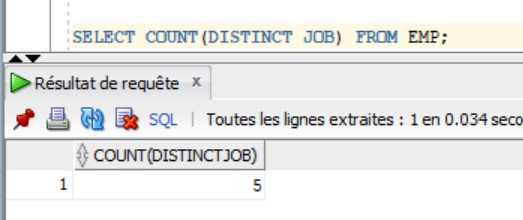 SELECT COUNT(DISTINCT JOB) FROM EMP;
Résultat de requête x
SQL | Toutes les lignes extraites : 1 en 0.034 seco
COUNT(DISTINCTJOB)
1 5